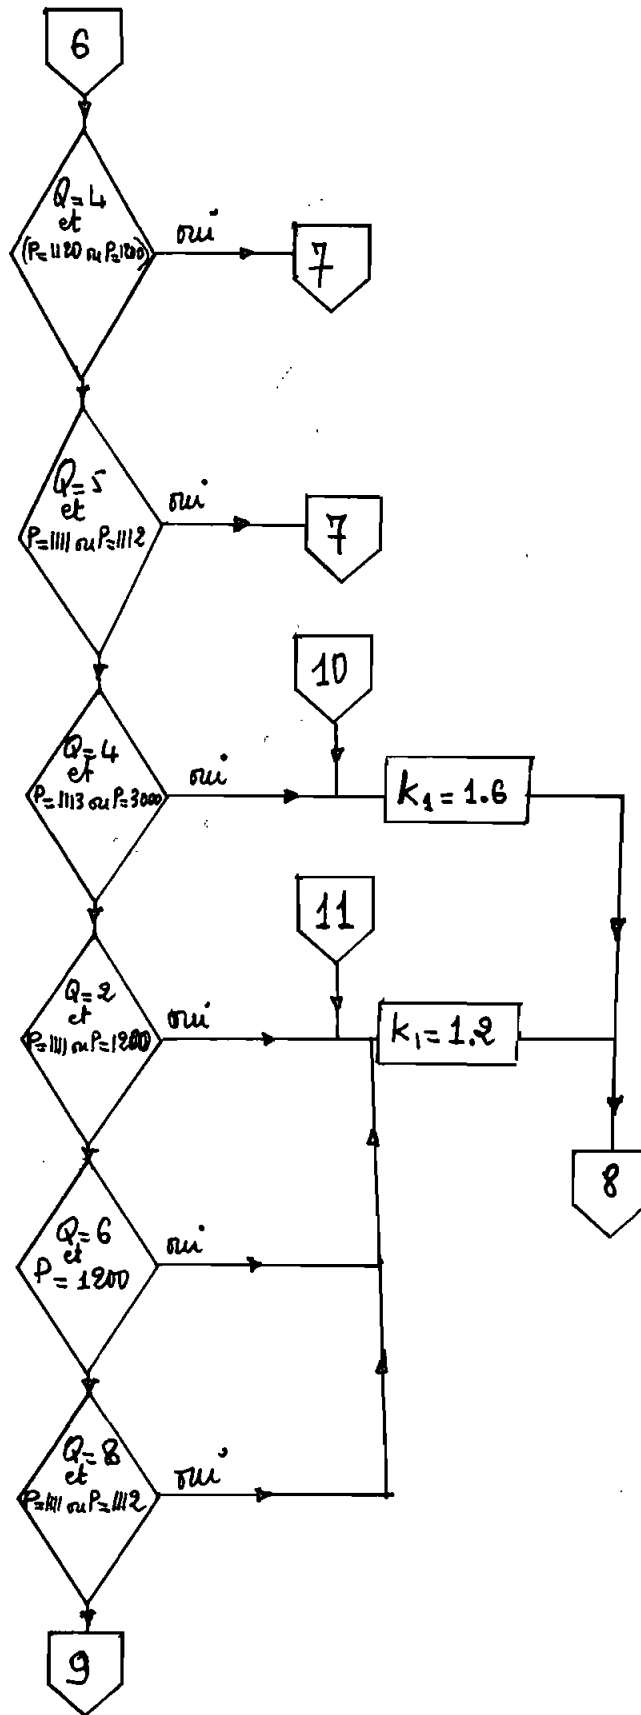 6
Q=4
et
(P=1120 ou P=1200)
oui
7
Q=5
et
P=1111 ou P=1112
oui
7
10
Q=4
et
P=1113 ou P=3000
oui
K1=1.6
11
Q=2
et
P=1111 ou P=1200
oui
K1=1.2
8
Q=6
et
P=1200
oui
Q=8
et
P=1111 ou P=1112
oui
9